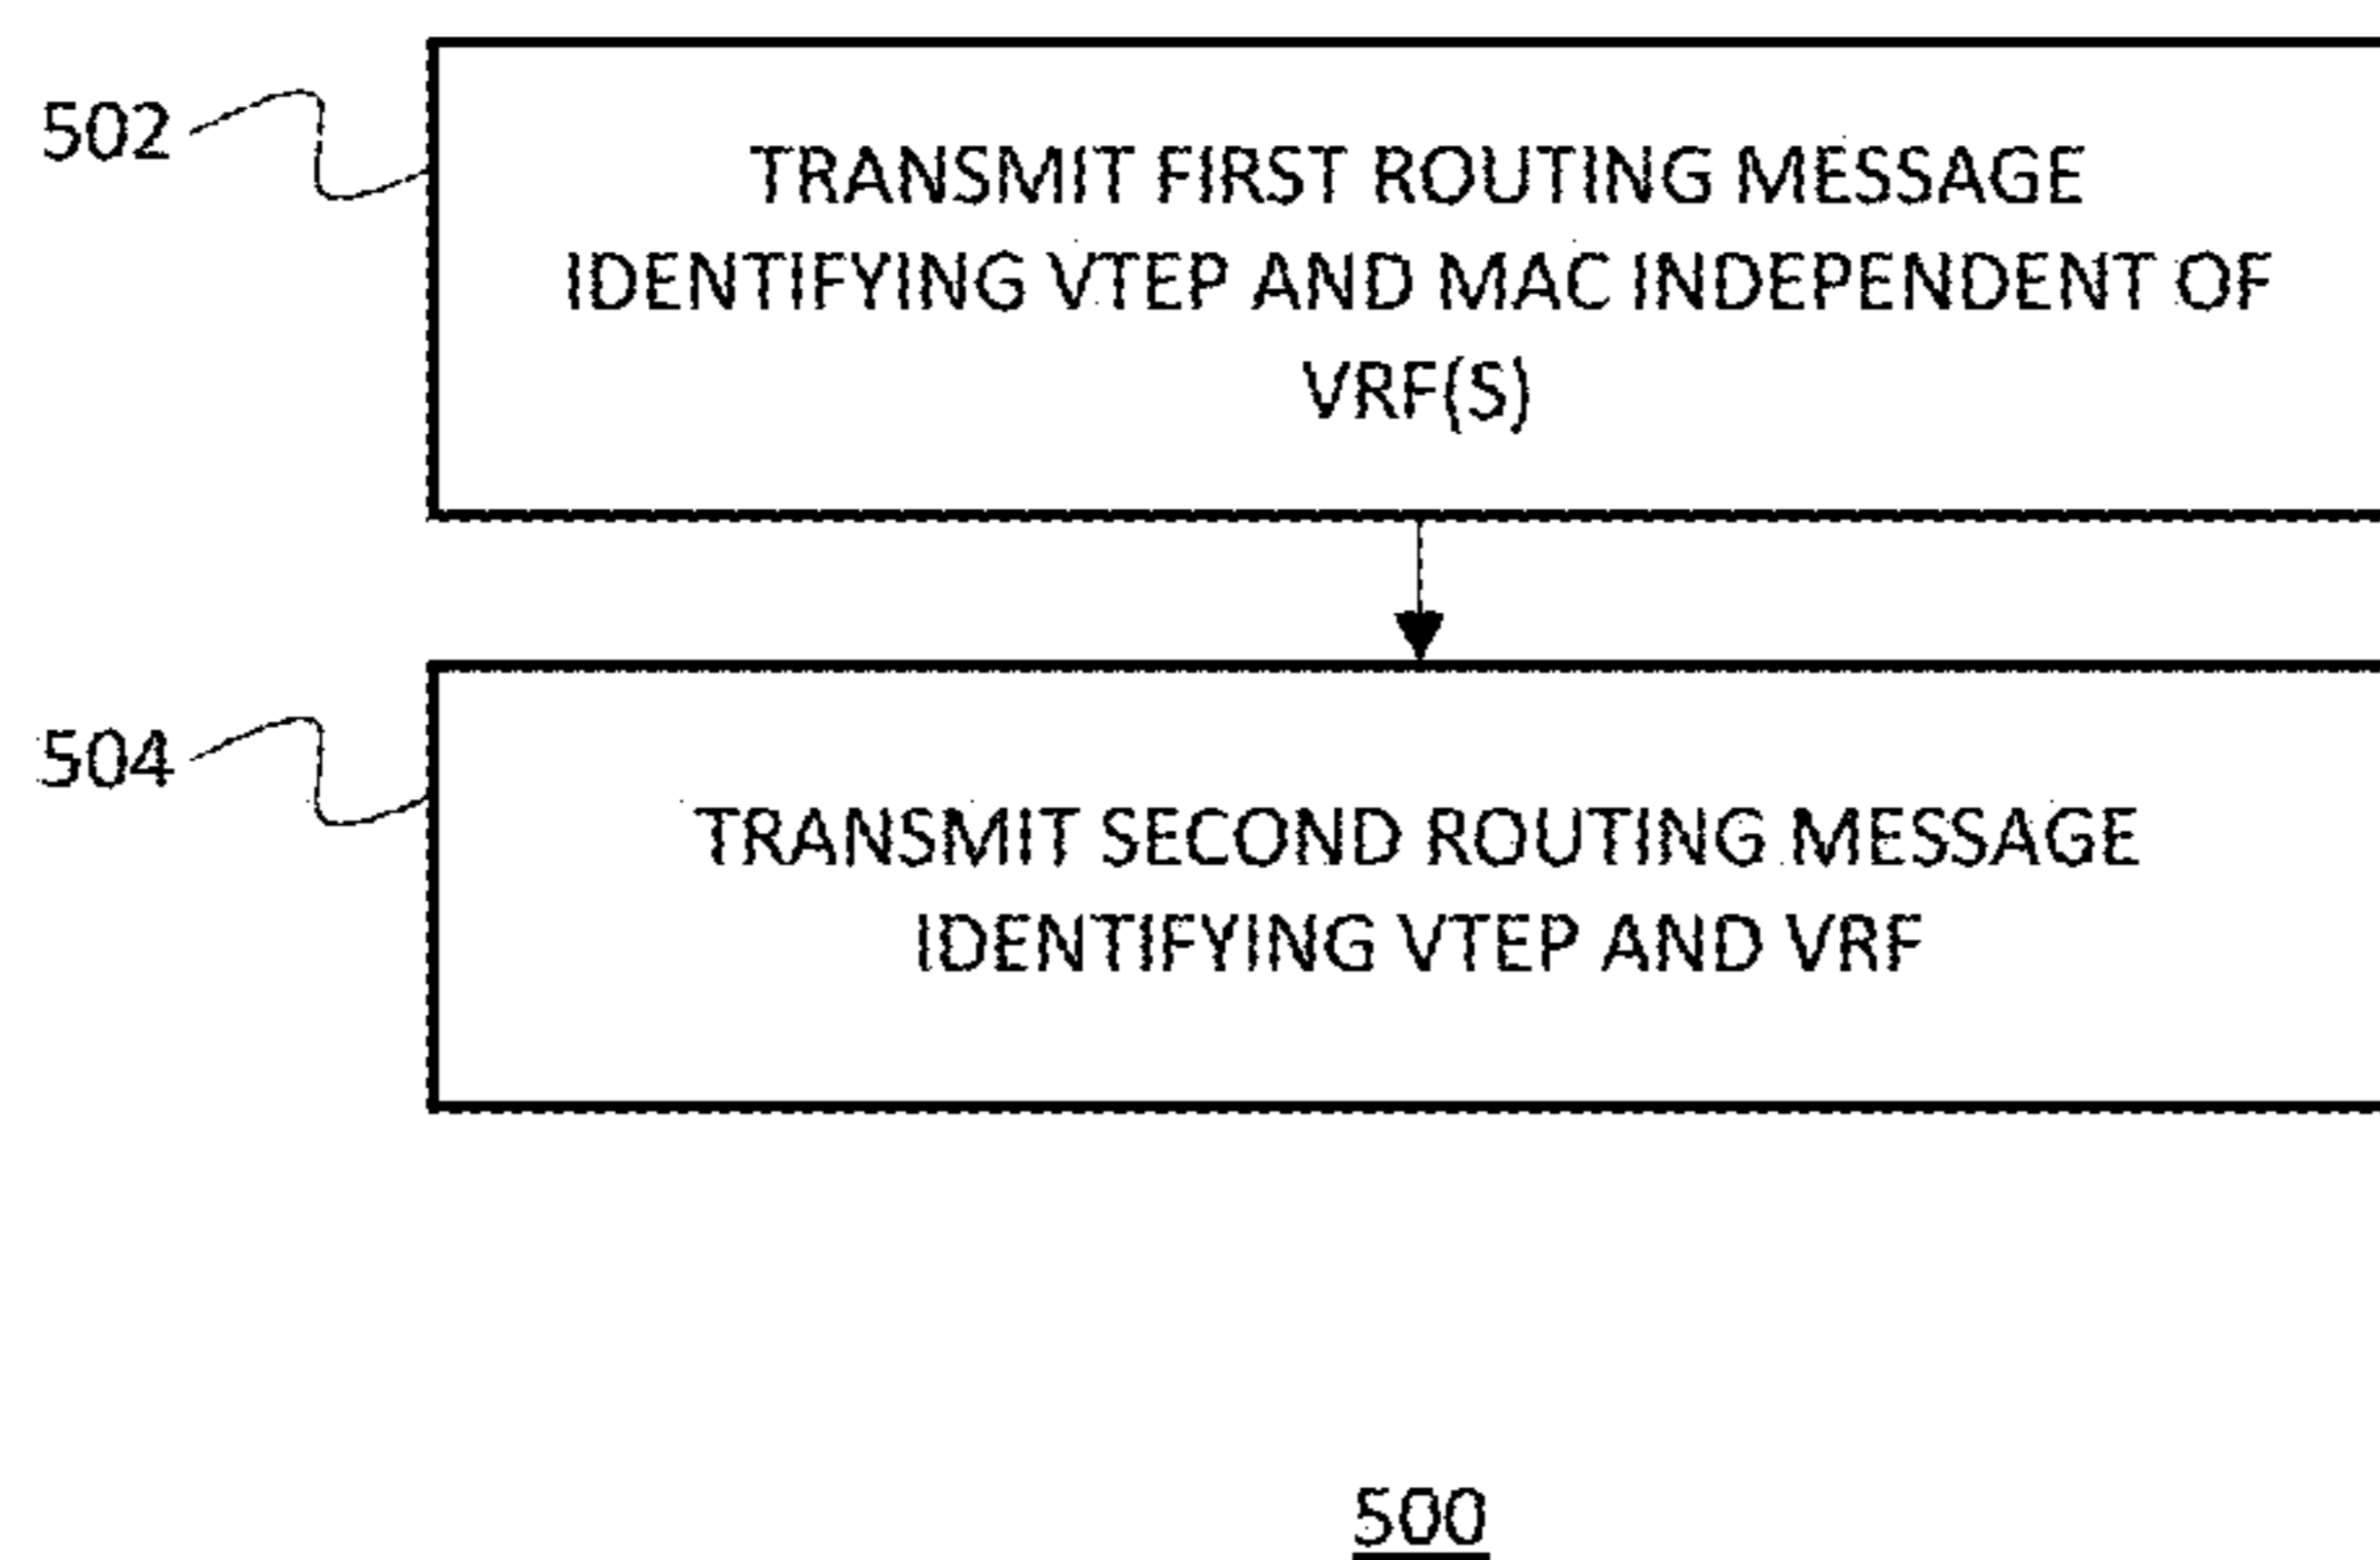 502
TRANSMIT FIRST ROUTING MESSAGE
IDENTIFYING VTEP AND MAC INDEPENDENT OF
VRF(S)
504
TRANSMIT SECOND ROUTING MESSAGE
IDENTIFYING VTEP AND VRF
500